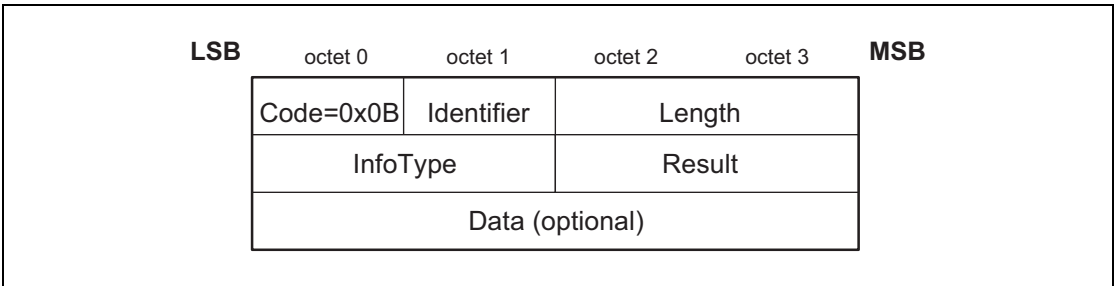 LSB octet 0 octet 1 octet 2 octet 3 MSB
Code=0x0B Identifier Length
InfoType Result
Data (optional)